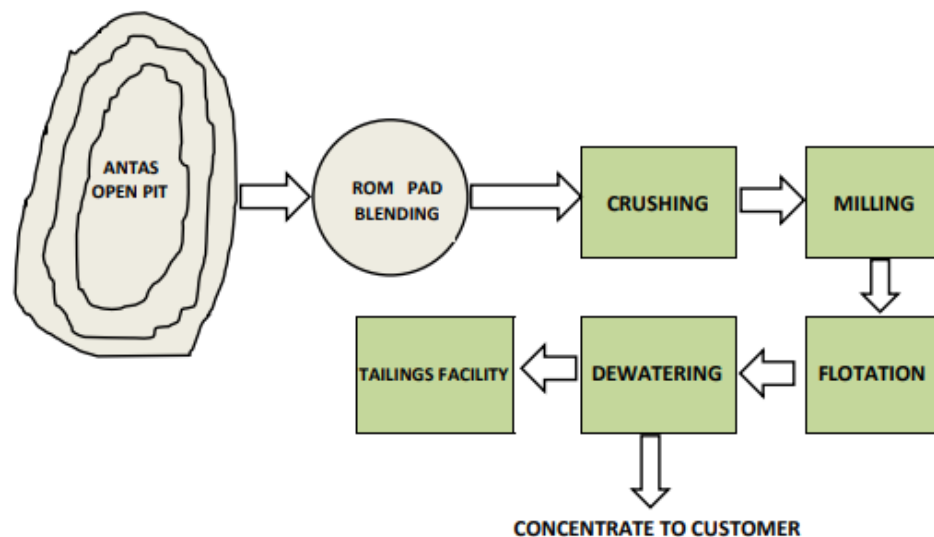 ANTAS
OPEN PIT
ROM PAD
BLENDING
CRUSHING
MILLING
TAILINGS FACILITY
DEWATERING
FLOTATION
CONCENTRATE TO CUSTOMER